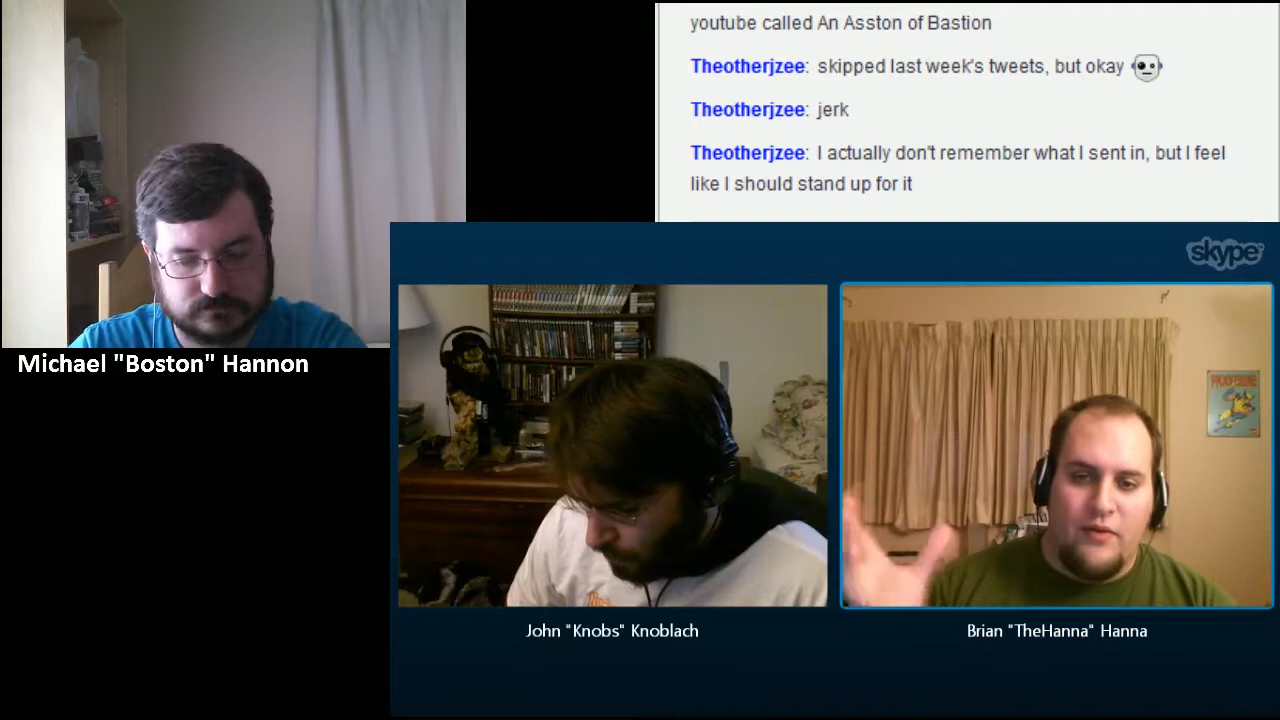 youtube called An Asston of Bastion
Theotherjzee: skipped last week's tweets, but okay
Theotherjzee: jerk
Theotherjzee: I actually don't remember what I sent in, but I feel
like I should stand up for it
skype
Michael "Boston" Hannon
John "Knobs" Knoblach
Brian "TheHanna" Hanna